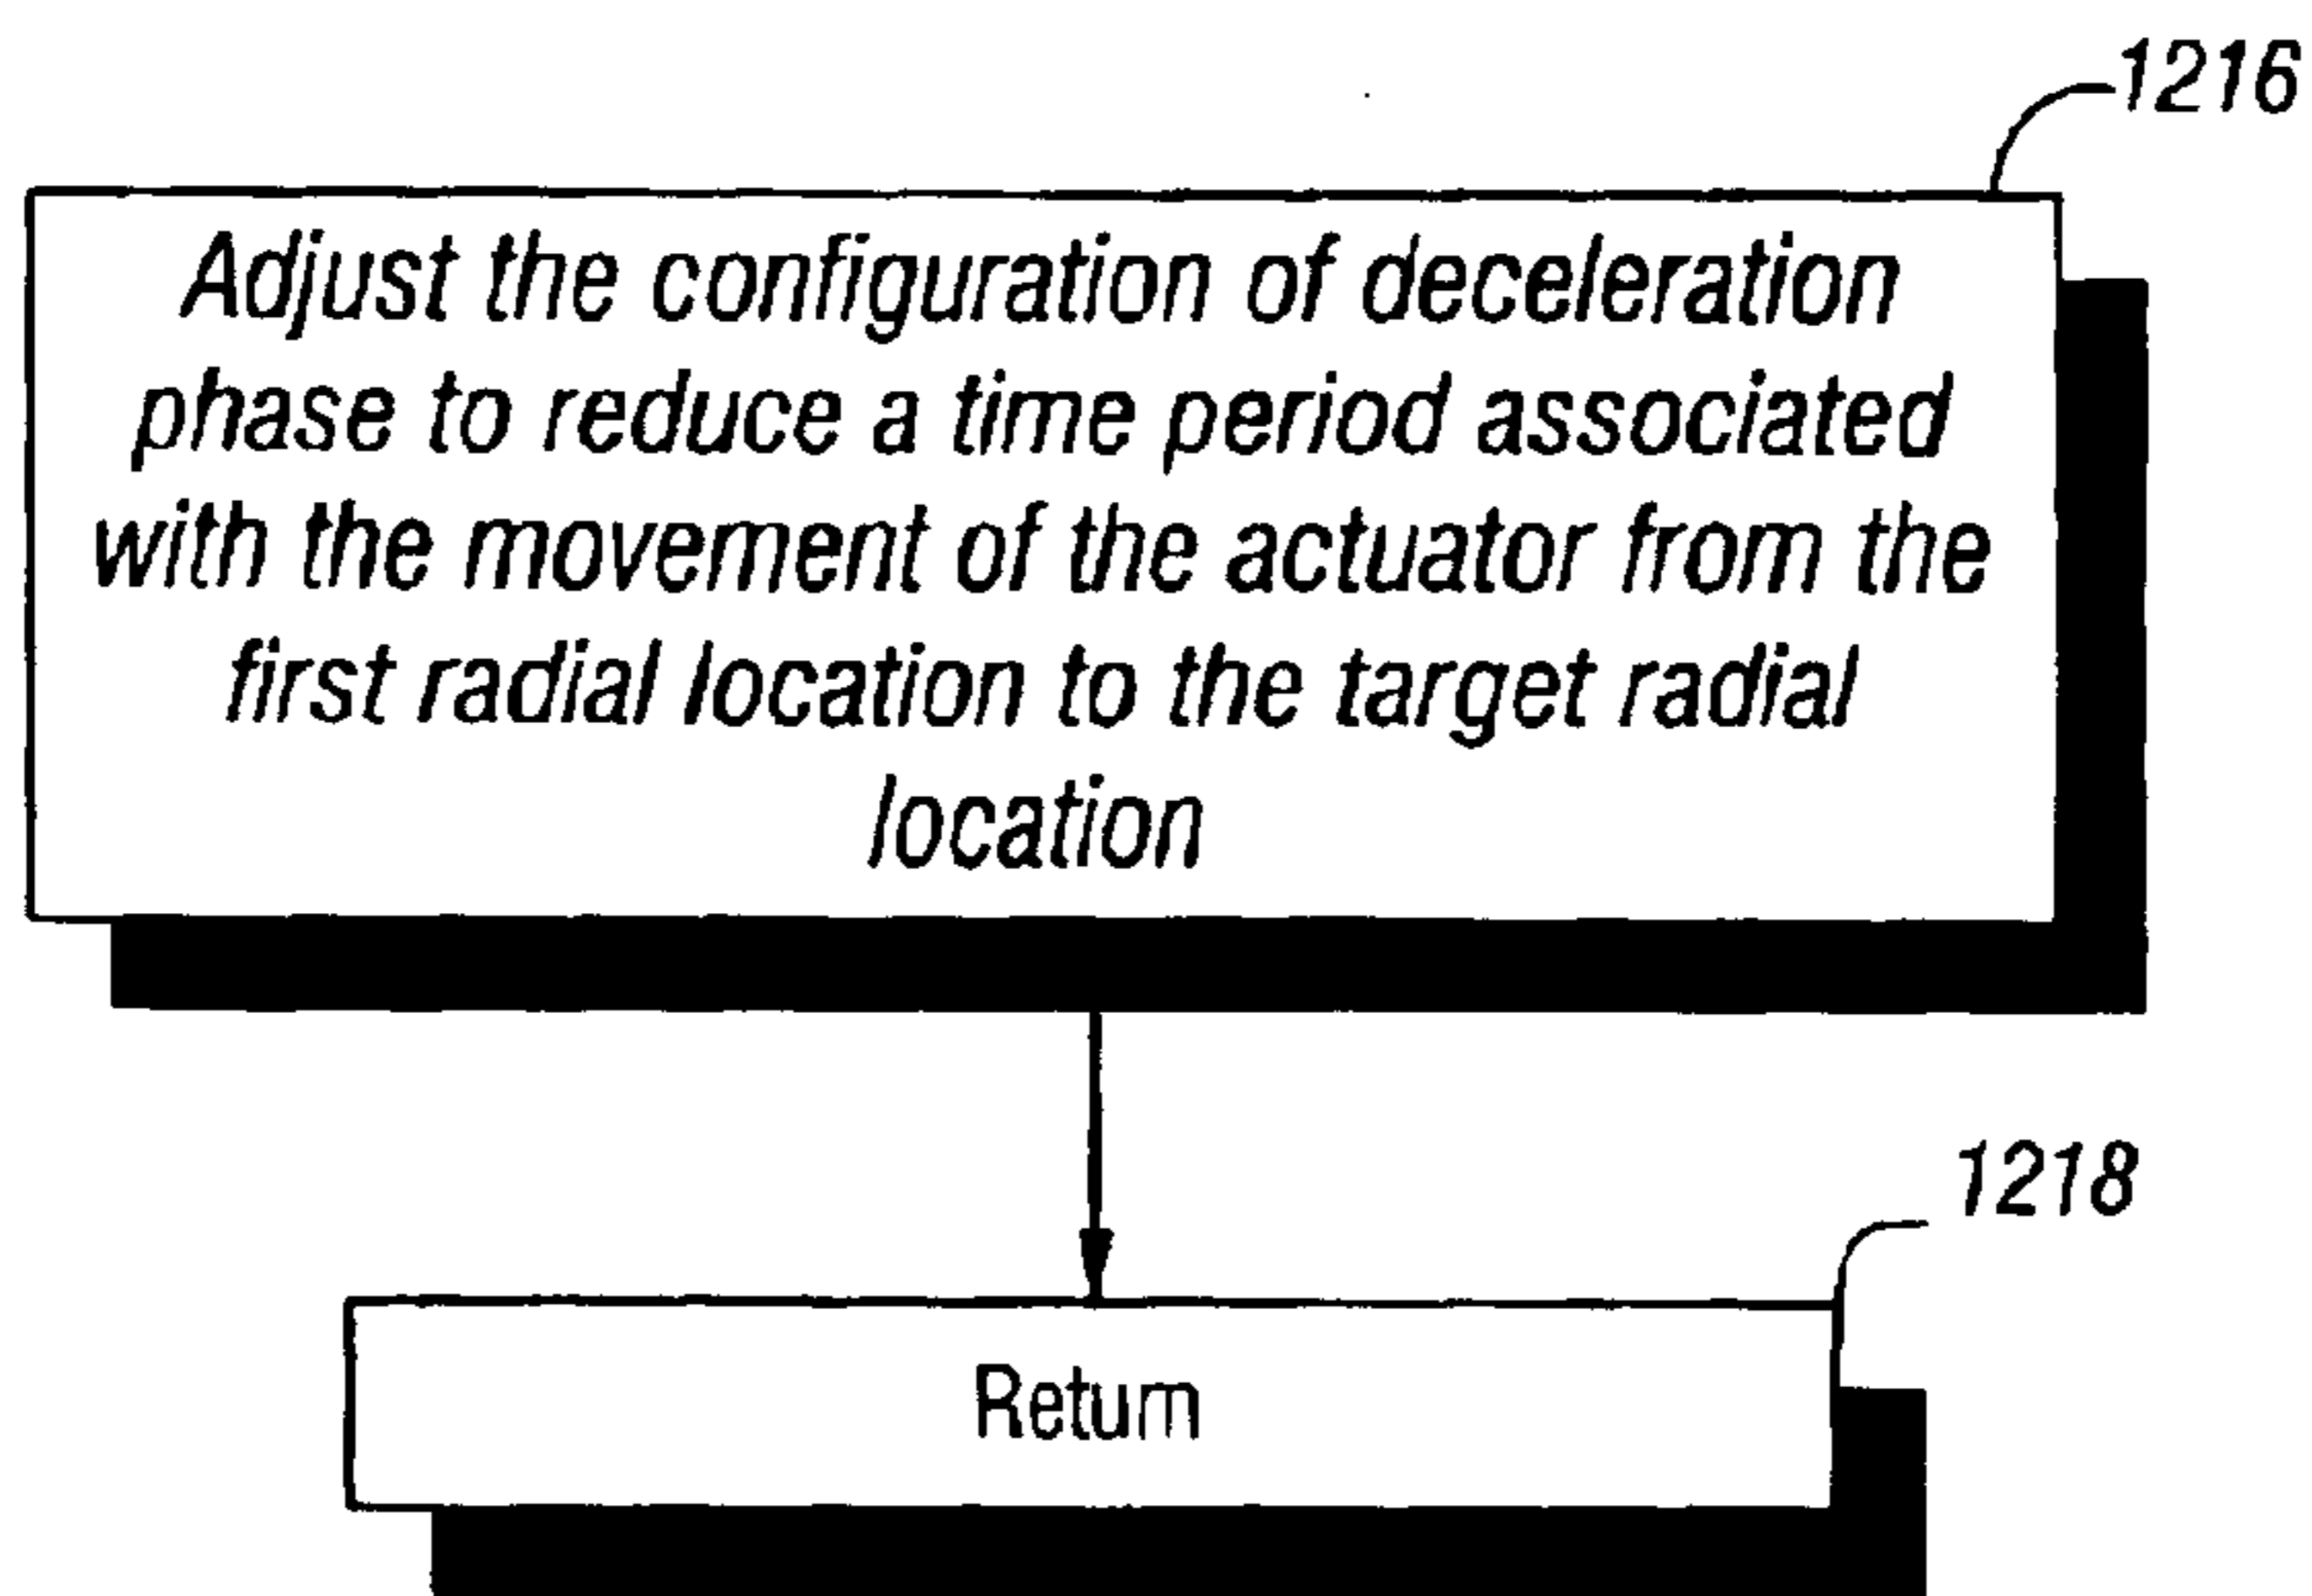 1216
Adjust the configuration of deceleration
phase to reduce a time period associated
with the movement of the actuator from the
first radial location to the target radial
location
1218
Return